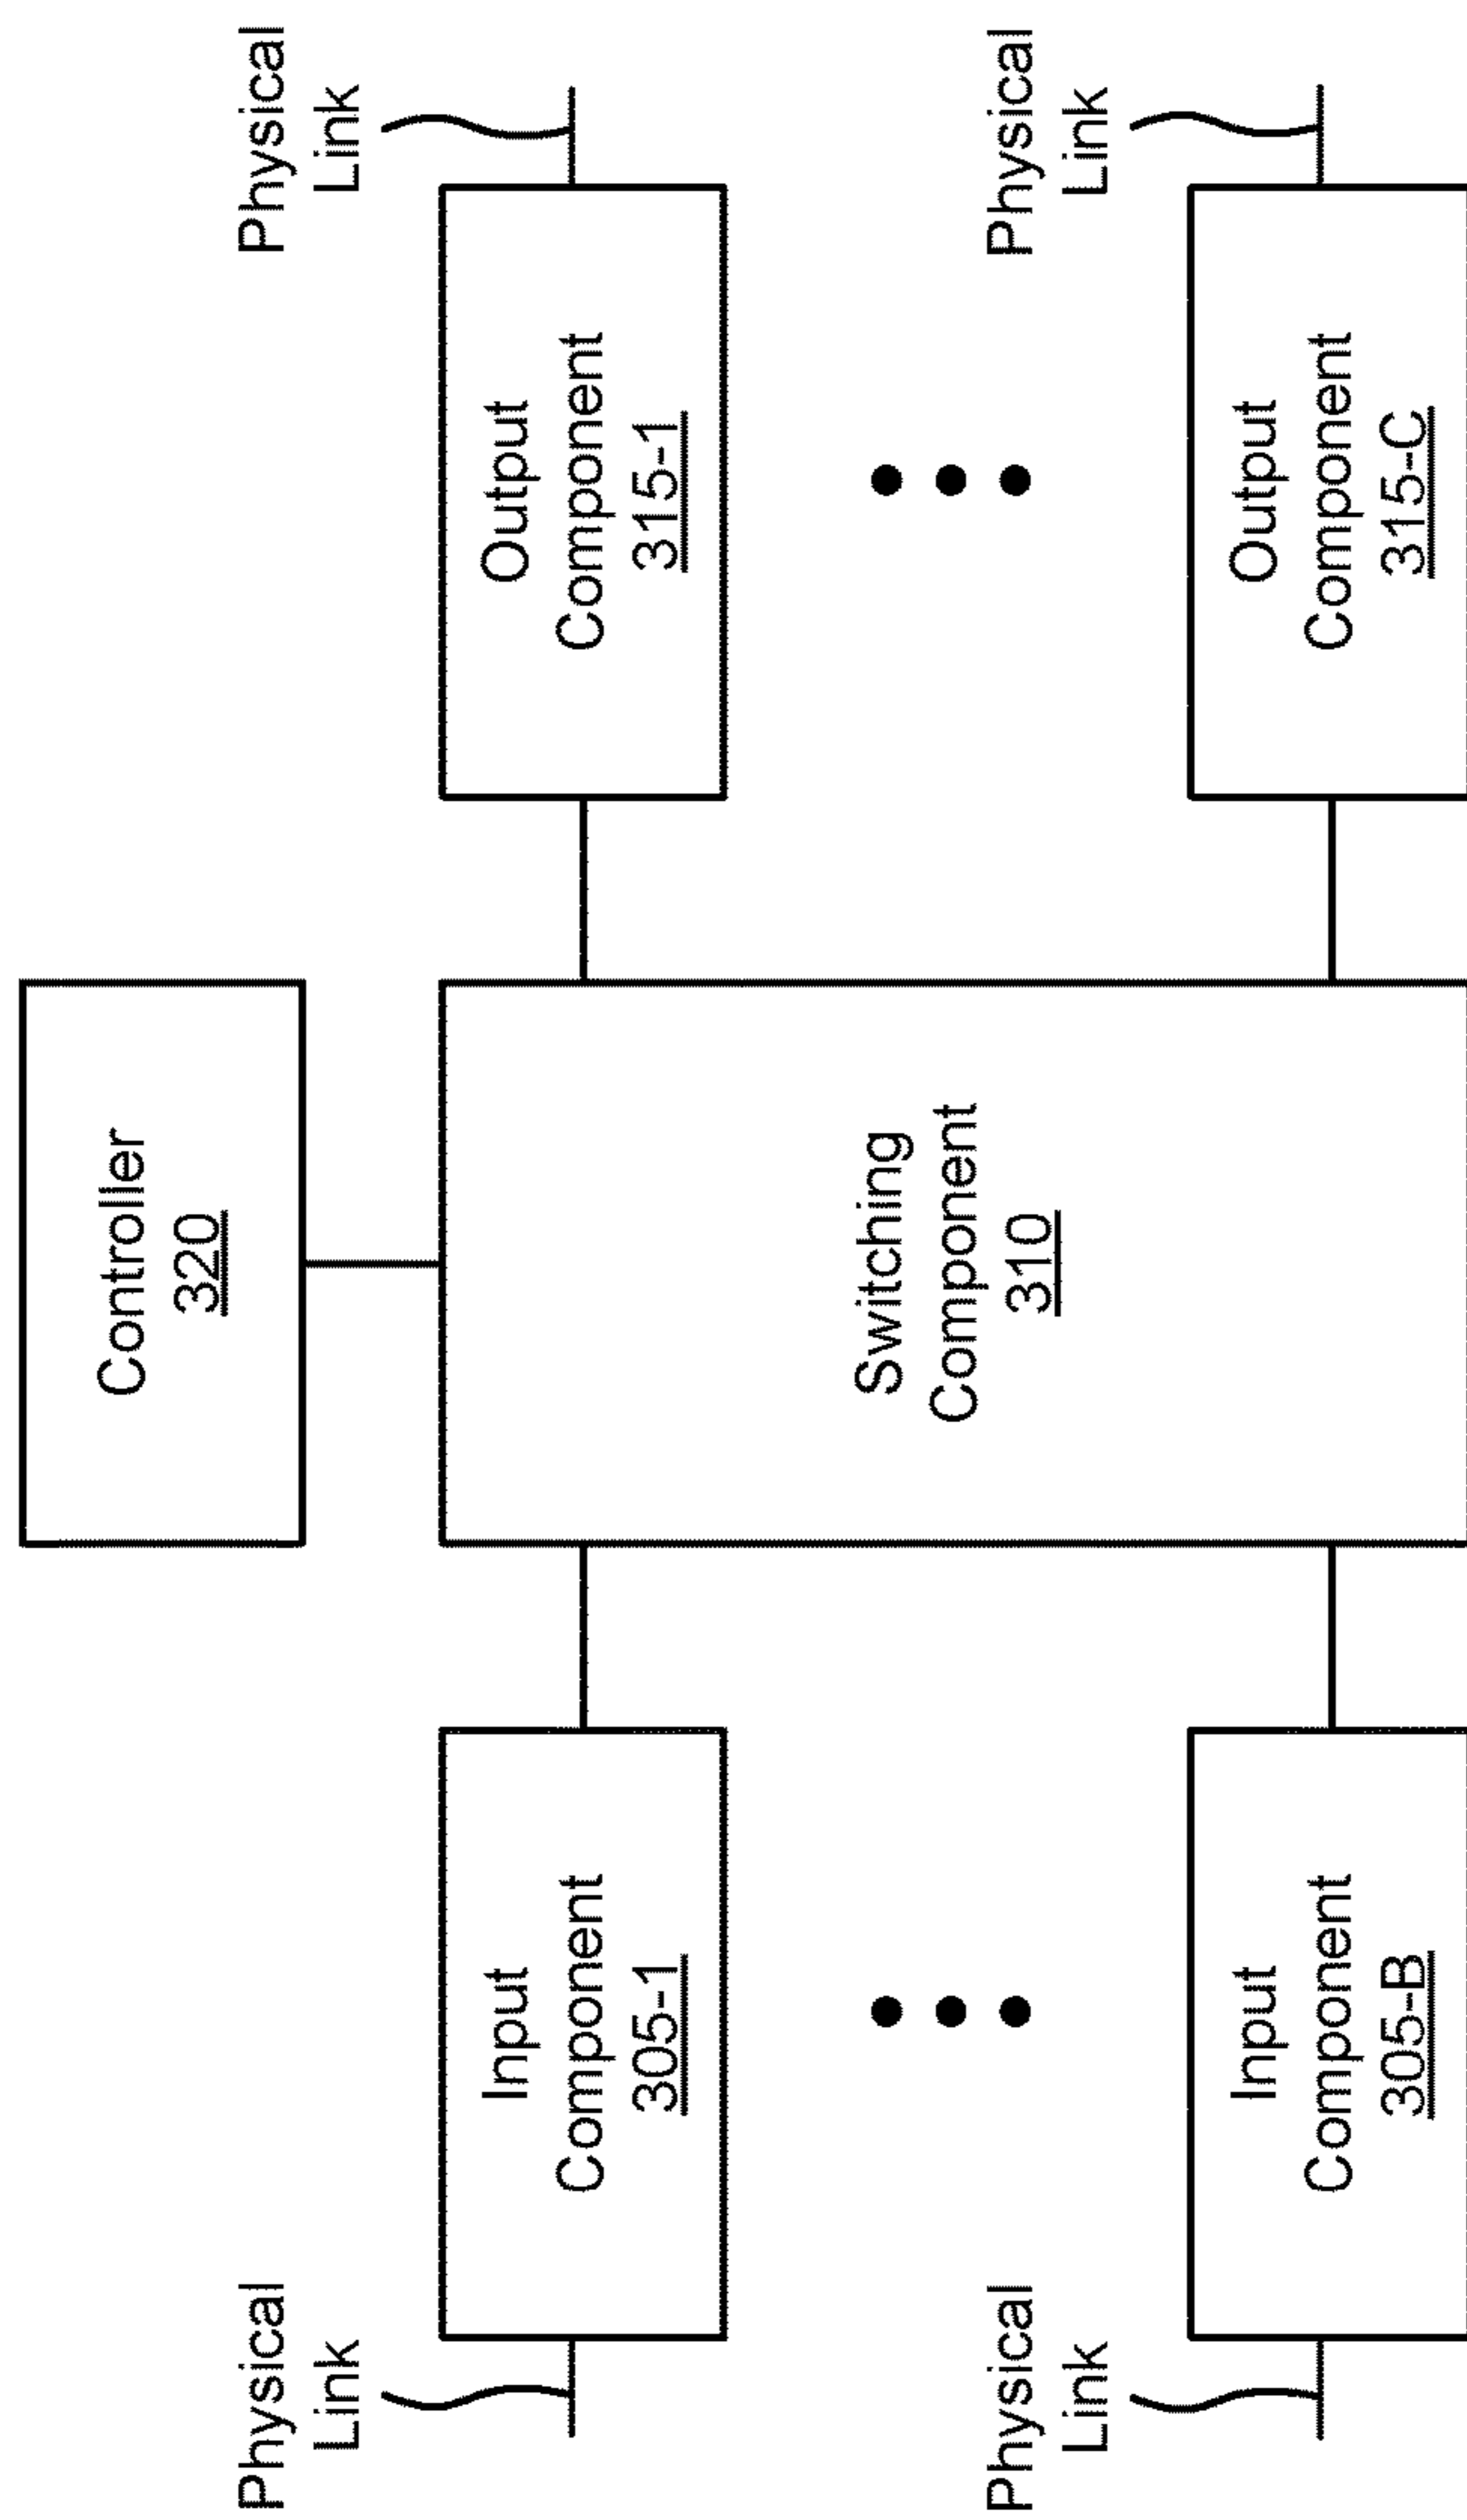 Controller
320
Physical
Link
Input
Component
305-1
Switching
Component
310
Output
Component
315-1
Physical
Link
Physical
Link
Input
Component
305-B
Output
Component
315-C
Physical
Link